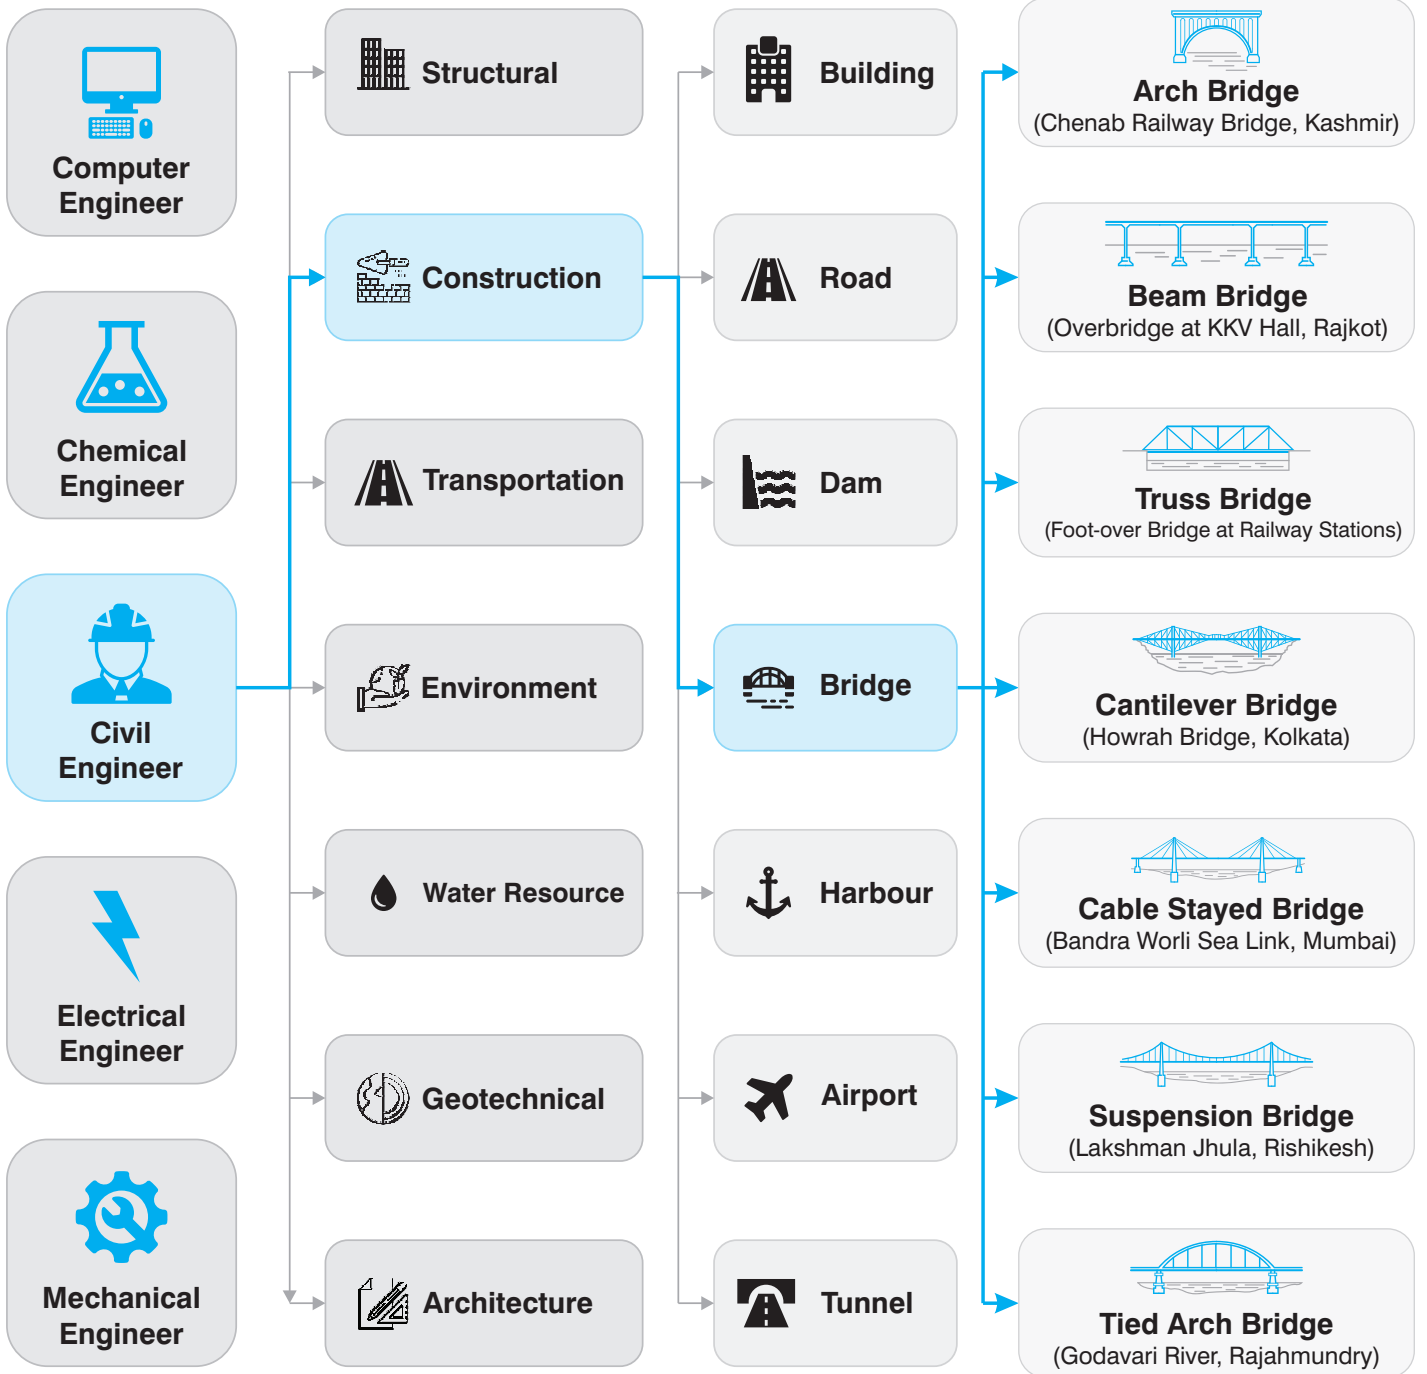 Computer
Engineer
Chemical
Engineer
Civil
Engineer
Electrical
Engineer
Mechanical
Engineer
Structural
Construction
Transportation
Environment
Water Resource
Geotechnical
Architecture
Building
Road
Dam
Bridge
Harbour
Airport
Tunnel
Arch Bridge
(Chenab Railway Bridge, Kashmir)
Beam Bridge
(Overbridge at KKV Hall, Rajkot)
Truss Bridge
(Foot-over Bridge at Railway Stations)
Cantilever Bridge
(Howrah Bridge, Kolkata)
Cable Stayed Bridge
(Bandra Worli Sea Link, Mumbai)
Suspension Bridge
(Lakshman Jhula, Rishikesh)
Tied Arch Bridge
(Godavari River, Rajahmundry)